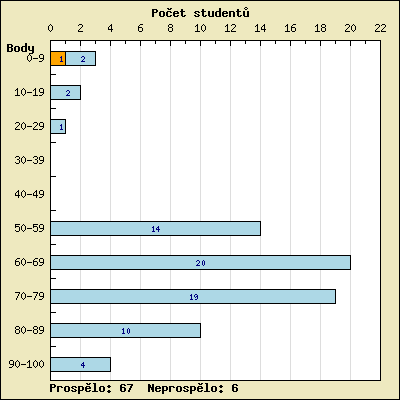 Počet studentů
0 2 4 6 8 10 12 14 16 18 20 22
Body
0-9 1 2
10-19 2
20-29 1
30-39
40-49
50-59 14
60-69 20
70-79 19
80-89 10
90-100 4
Prospělo: 67 Neprospělo: 6